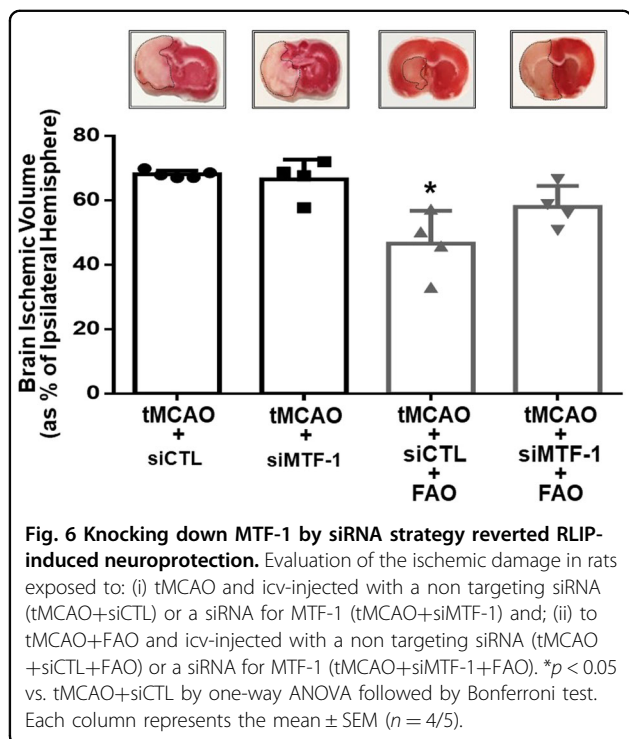 Brain Ischemic Volume
(as % of Ipsilateral Hemisphere)
80
60
40
20
0
*
tMCAO
+
siCTL
tMCAO
+
siMTF-1
tMCAO
+
siCTL
+
FAO
tMCAO
+
siMTF-1
+
FAO
Fig. 6 Knocking down MTF-1 by siRNA strategy reverted RLIP-
induced neuroprotection. Evaluation of the ischemic damage in rats
exposed to: (i) tMCAO and icv-injected with a non targeting siRNA
(tMCAO+siCTL) or a siRNA for MTF-1 (tMCAO+siMTF-1) and; (ii) to
tMCAO+FAO and icv-injected with a non targeting siRNA (tMCAO
+siCTL+FAO) or a siRNA for MTF-1 (tMCAO+siMTF-1+FAO). *p < 0.05
vs. tMCAO+siCTL by one-way ANOVA followed by Bonferroni test.
Each column represents the mean ± SEM (n = 4/5).